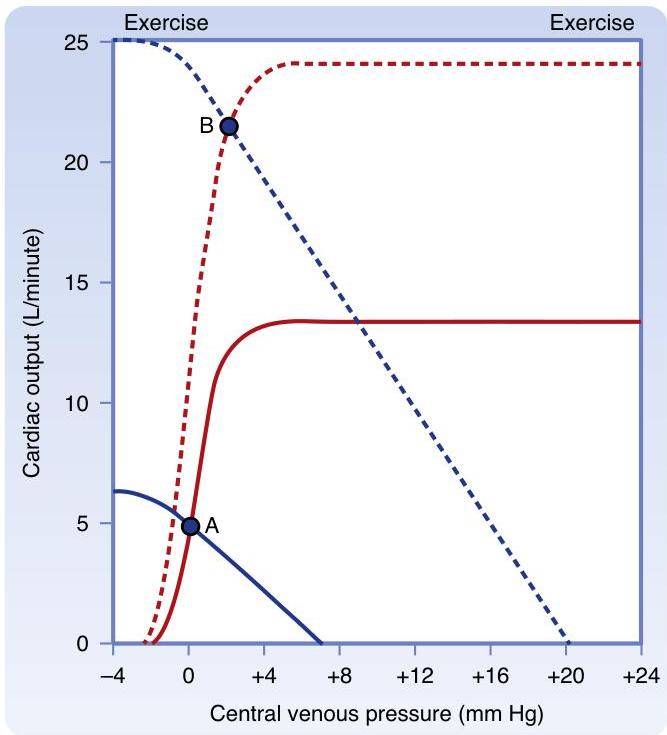 Exercise Exercise
25
B
20
15
10
5
A
0
–4 0 +4 +8 +12 +16 +20 +24
Cardiac output (L/minute)
Central venous pressure (mm Hg)